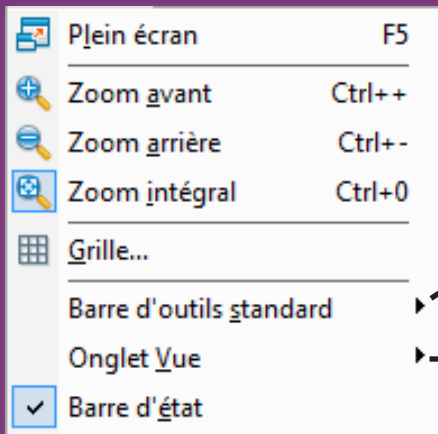 Plein écran F5
Zoom avant Ctrl++
Zoom arrière Ctrl+-
Zoom intégral Ctrl+0
Grille...
Barre d'outils standard
Onglet Vue
Barre d'état